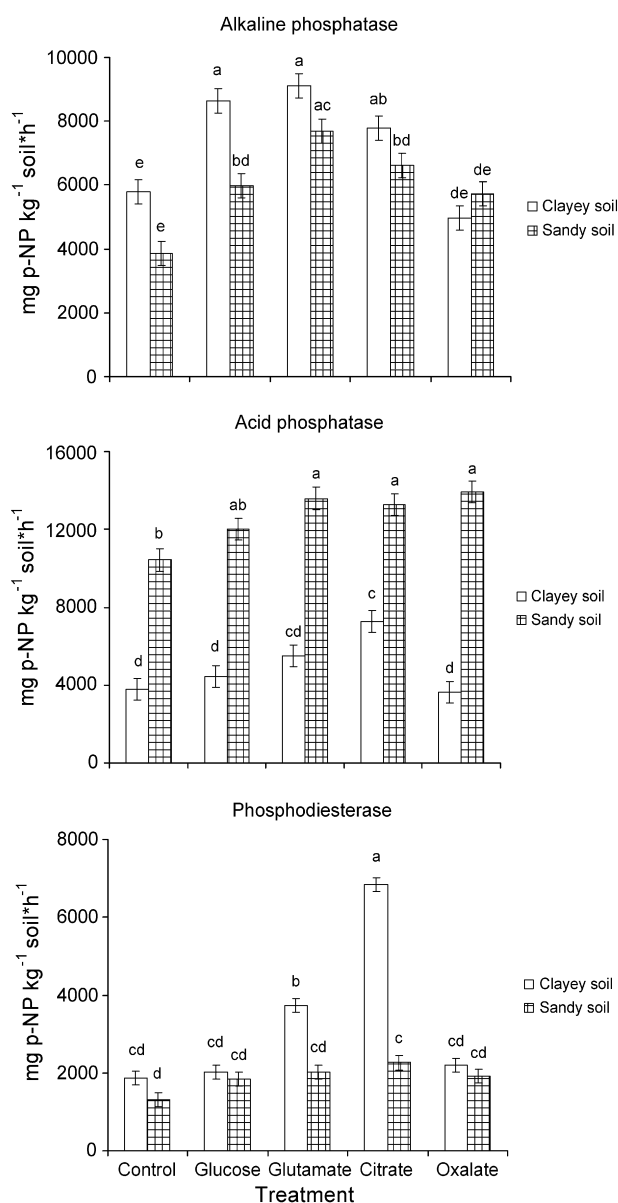 Alkaline phosphatase
mg p-NP kg⁻¹ soil*h⁻¹
10000
8000
6000
4000
2000
0
e
e
a
bd
a
ac
ab
bd
de
de
Clayey soil
Sandy soil
Acid phosphatase
mg p-NP kg⁻¹ soil*h⁻¹
16000
12000
8000
4000
0
d
b
d
ab
cd
a
c
a
d
a
Clayey soil
Sandy soil
Phosphodiesterase
mg p-NP kg⁻¹ soil*h⁻¹
8000
6000
4000
2000
0
cd
d
cd
cd
b
cd
a
c
cd
cd
Clayey soil
Sandy soil
Control Glucose Glutamate Citrate Oxalate
Treatment